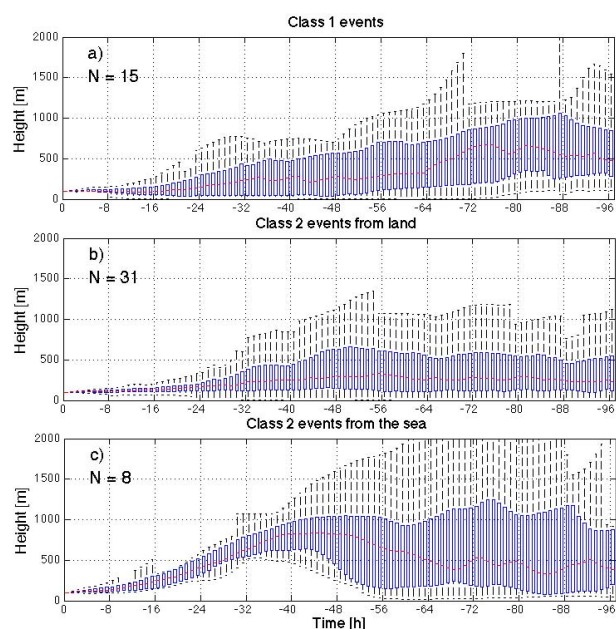 Class 1 events
2000
a)
N = 15
1500
1000
500
0
Height [m]
0 -8 -16 -24 -32 -40 -48 -56 -64 -72 -80 -88 -96
Class 2 events from land
2000
b)
N = 31
1500
1000
500
0
Height [m]
0 -8 -16 -24 -32 -40 -48 -56 -64 -72 -80 -88 -96
Class 2 events from the sea
2000
c)
N = 8
1500
1000
500
0
Height [m]
0 -8 -16 -24 -32 -40 -48 -56 -64 -72 -80 -88 -96
Time [h]